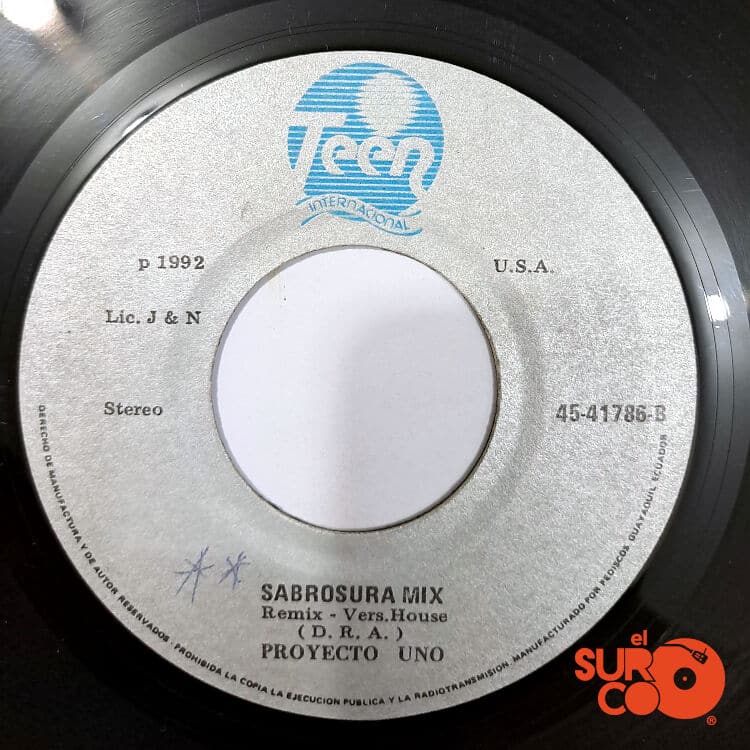 Teen
INTERNACIONAL
p 1992
U.S.A.
Lic. J & N
Stereo
45-41786-B
SABROSURA MIX
Remix - Vers.House
( D. R. A. )
PROYECTO UNO
DERECHO DE MANUFACTURA Y DE AUTOR RESERVADOS. PROHIBIDA LA COPIA LA EJECUCION PUBLICA Y LA RADIOTRANSMISION. MANUFACTURADO POR FEDISCOS GUAYAQUIL ECUADOR
el
SURCO
®